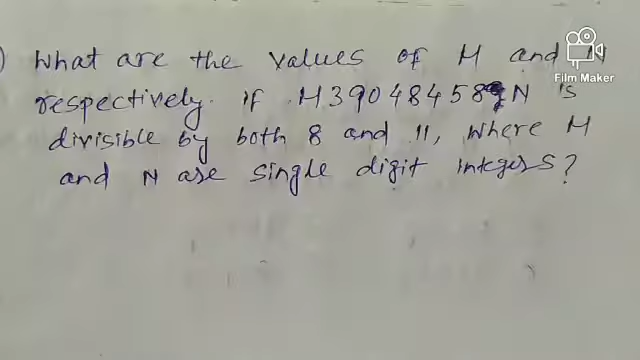 ) What are the values of M and N
Film Maker
respectively. If M39048458N is
divisible by both 8 and 11, Where M
and N are single digit integers?